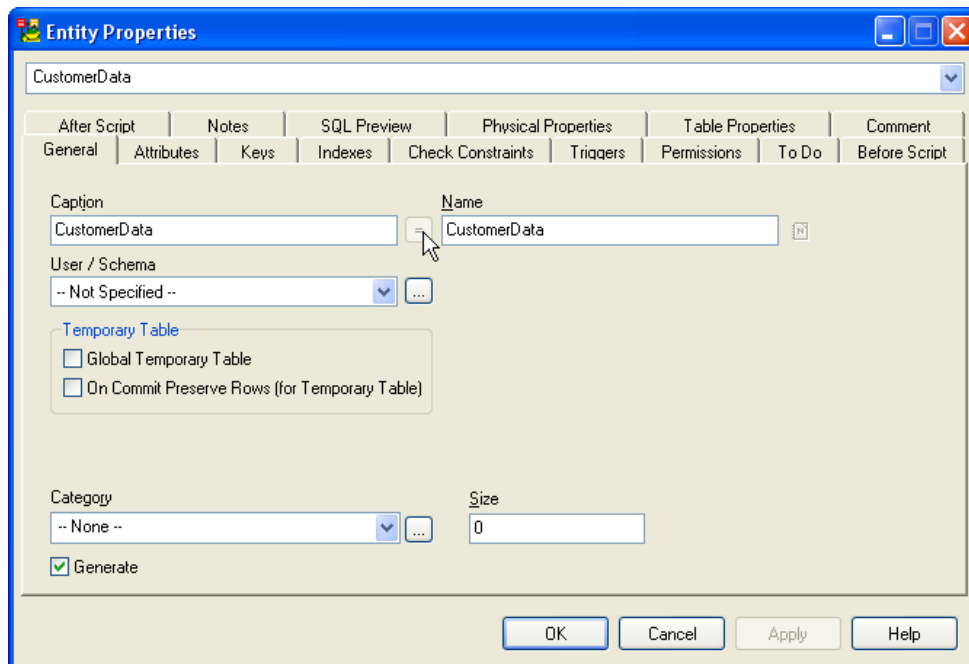 Entity Properties
CustomerData
After Script Notes SQL Preview Physical Properties Table Properties Comment
General Attributes Keys Indexes Check Constraints Triggers Permissions To Do Before Script
Caption Name
CustomerData = CustomerData N
User / Schema
-- Not Specified -- ...
Temporary Table
Global Temporary Table
On Commit Preserve Rows (for Temporary Table)
Category Size
-- None -- ... 0
Generate
OK Cancel Apply Help